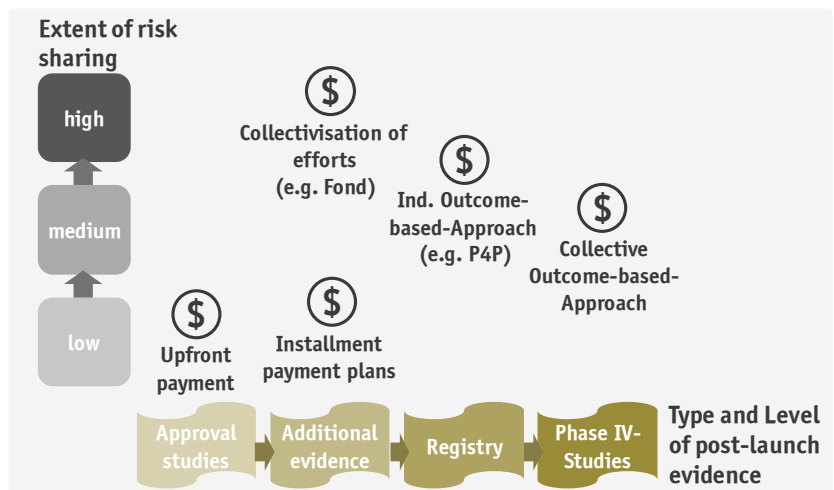 Extent of risk
sharing
high
medium
low
$
Collectivisation of
efforts
(e.g. Fond)
$
Ind. Outcome-
based-Approach
(e.g. P4P)
$
Collective
Outcome-based-
Approach
$
Upfront
payment
$
Installment
payment plans
Approval
studies
Additional
evidence
Registry
Phase IV-
Studies
Type and Level
of post-launch
evidence